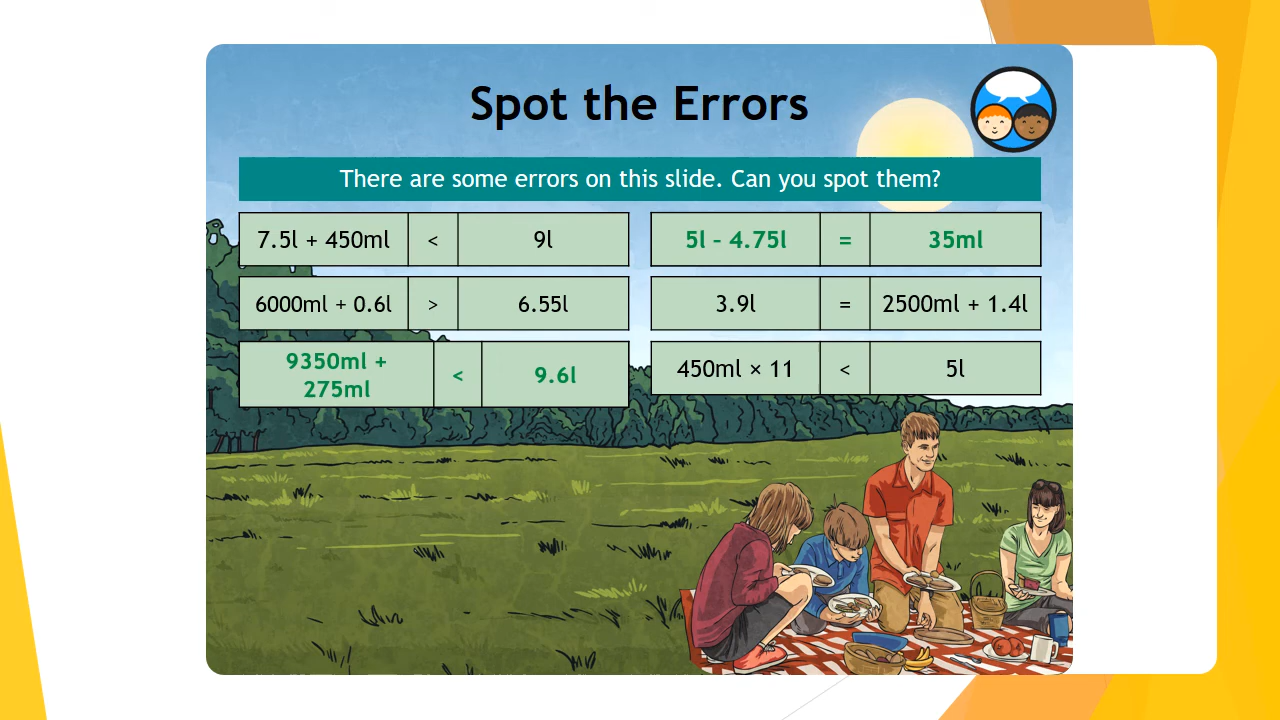 Spot the Errors
There are some errors on this slide. Can you spot them?
7.5l + 450ml < 9l
6000ml + 0.6l > 6.55l
9350ml +
275ml < 9.6l
5l – 4.75l = 35ml
3.9l = 2500ml + 1.4l
450ml × 11 < 5l